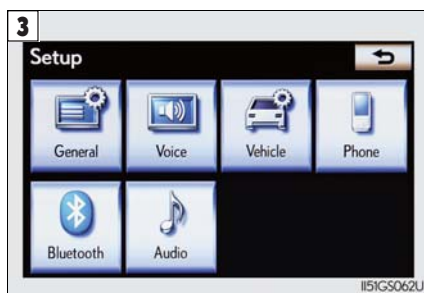 3
Setup
General Voice Vehicle Phone
Bluetooth Audio
II51GS062U